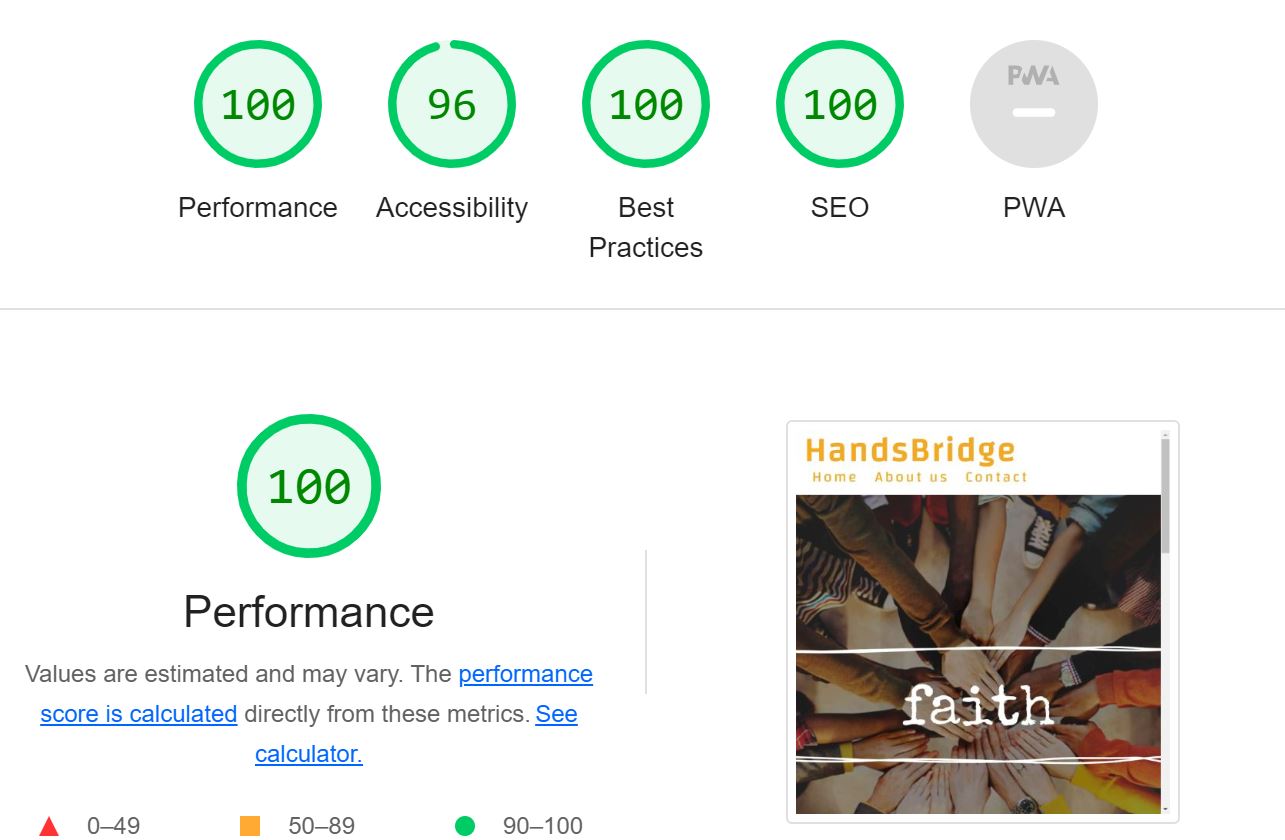 100
96
100
100
PWA
Performance
Accessibility
Best
Practices
SEO
PWA
100
Performance
Values are estimated and may vary. The performance
score is calculated directly from these metrics. See
calculator.
0–49
50–89
90–100
HandsBridge
Home About us Contact
faith